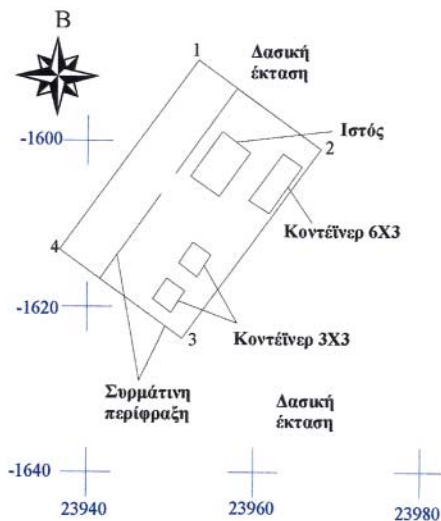 Β
1
Δασική
έκταση
-1600
Ιστός
2
Κοντέϊνερ 6Χ3
4
-1620
3
Κοντέϊνερ 3Χ3
Συρμάτινη
περίφραξη
Δασική
έκταση
-1640
23940
23960
23980